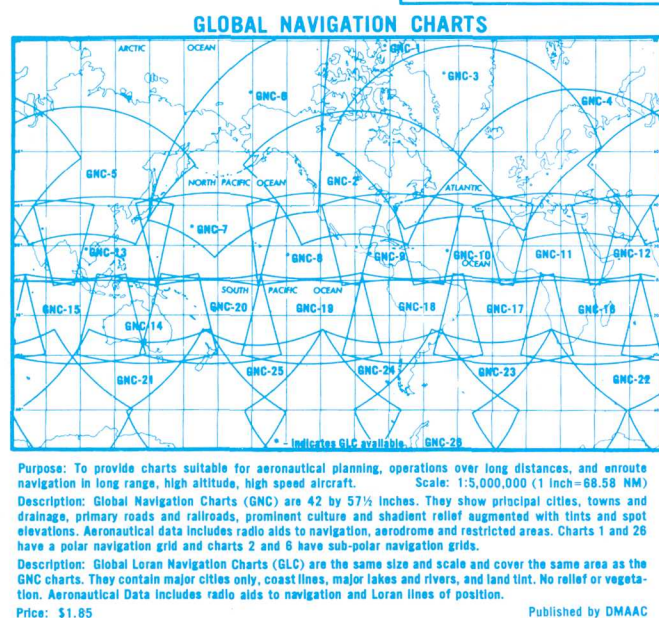 GLOBAL NAVIGATION CHARTS
ARCTIC OCEAN
*GNC-1
*GNC-3
*GNC-6
*GNC-4
GNC-5
GNC-2
NORTH PACIFIC OCEAN
ATLANTIC
*GNC-7
*GNC-13
*GNC-8
*GNC-9
*GNC-10
OCEAN
GNC-11
GNC-12
SOUTH PACIFIC OCEAN
GNC-15
GNC-20
GNC-19
GNC-18
GNC-17
GNC-16
GNC-14
GNC-21
GNC-25
GNC-24
GNC-23
GNC-22
* - Indicates GLC available.
GNC-26
Purpose: To provide charts suitable for aeronautical planning, operations over long distances, and enroute
navigation in long range, high altitude, high speed aircraft. Scale: 1:5,000,000 (1 inch=68.58 NM)
Description: Global Navigation Charts (GNC) are 42 by 57½ inches. They show principal cities, towns and
drainage, primary roads and railroads, prominent culture and shadient relief augmented with tints and spot
elevations. Aeronautical data includes radio aids to navigation, aerodrome and restricted areas. Charts 1 and 26
have a polar navigation grid and charts 2 and 6 have sub-polar navigation grids.
Description: Global Loran Navigation Charts (GLC) are the same size and scale and cover the same area as the
GNC charts. They contain major cities only, coast lines, major lakes and rivers, and land tint. No relief or vegeta-
tion. Aeronautical Data includes radio aids to navigation and Loran lines of position.
Price: $1.85 Published by DMAAC